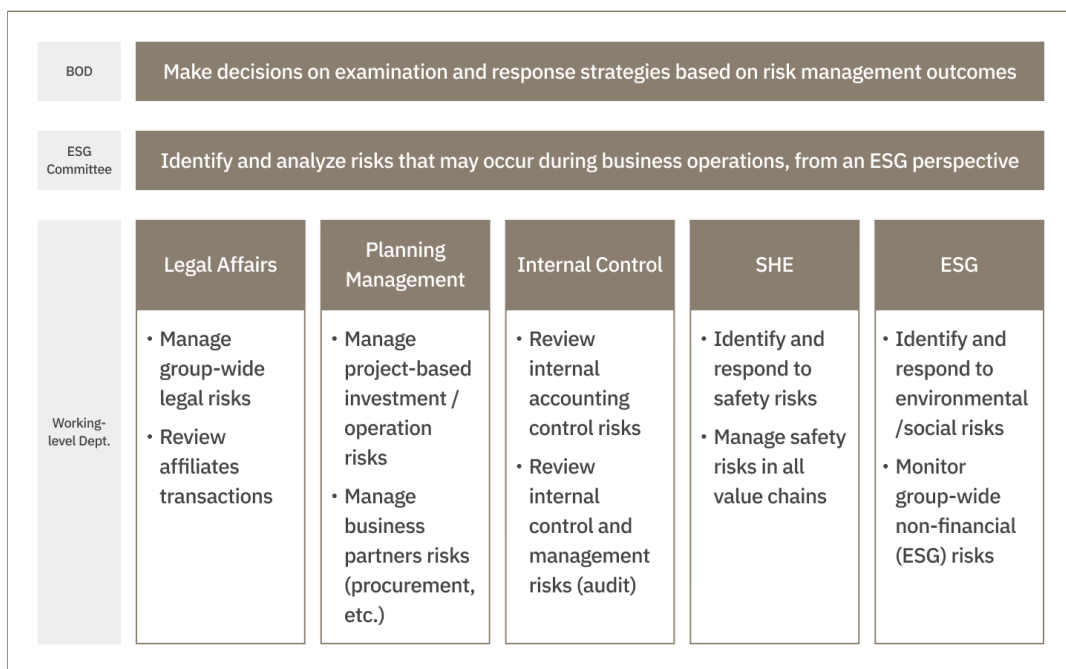 BOD
Make decisions on examination and response strategies based on risk management outcomes
ESG
Committee
Identify and analyze risks that may occur during business operations, from an ESG perspective
Working-
level Dept.
Legal Affairs
• Manage
group-wide
legal risks
• Review
affiliates
transactions
Planning
Management
• Manage
project-based
investment /
operation
risks
• Manage
business
partners risks
(procurement,
etc.)
Internal Control
• Review
internal
accounting
control risks
• Review
internal
control and
management
risks (audit)
SHE
• Identify and
respond to
safety risks
• Manage safety
risks in all
value chains
ESG
• Identify and
respond to
environmental
/social risks
• Monitor
group-wide
non-financial
(ESG) risks